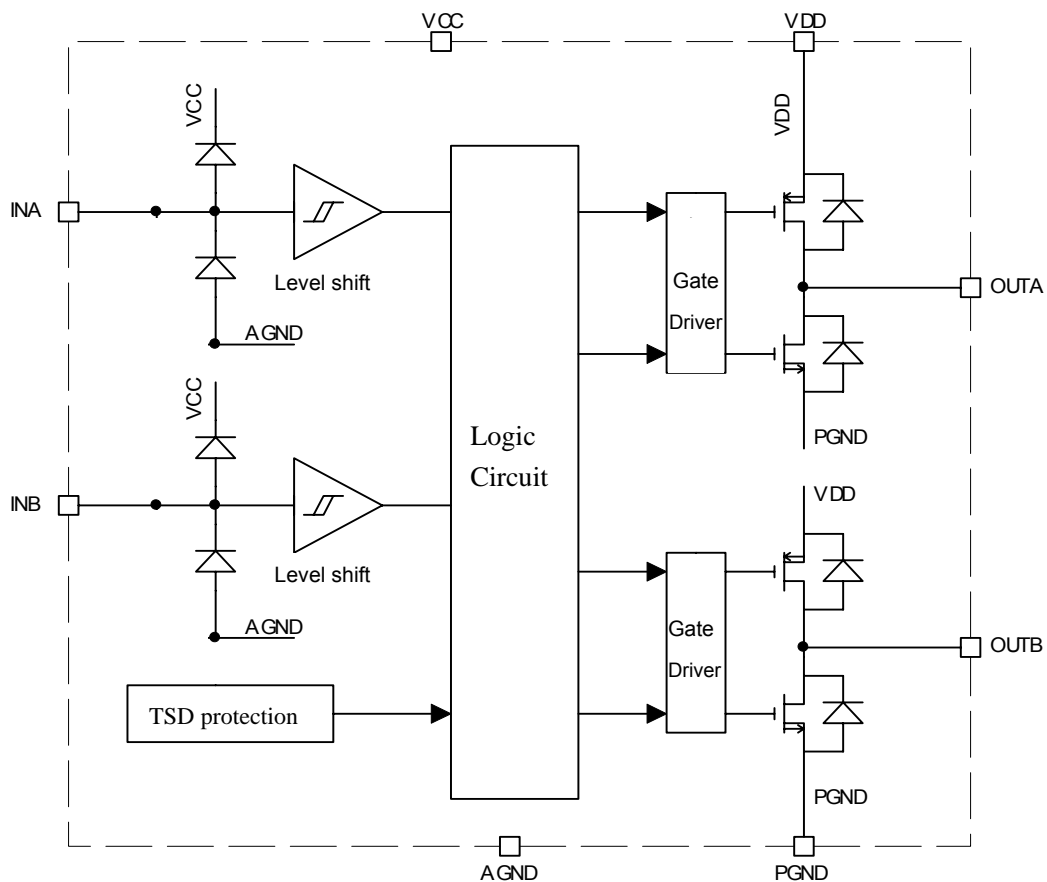 VCC
VDD
VCC
VDD
INA
Level shift
AGND
Gate
Driver
OUTA
VCC
PGND
Logic
Circuit
VDD
INB
Level shift
AGND
Gate
Driver
OUTB
TSD protection
PGND
AGND
PGND